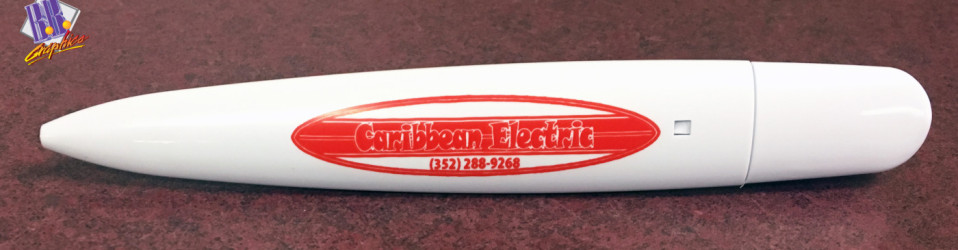 B.B.
Graphics
Caribbean Electric
(352) 288-9268